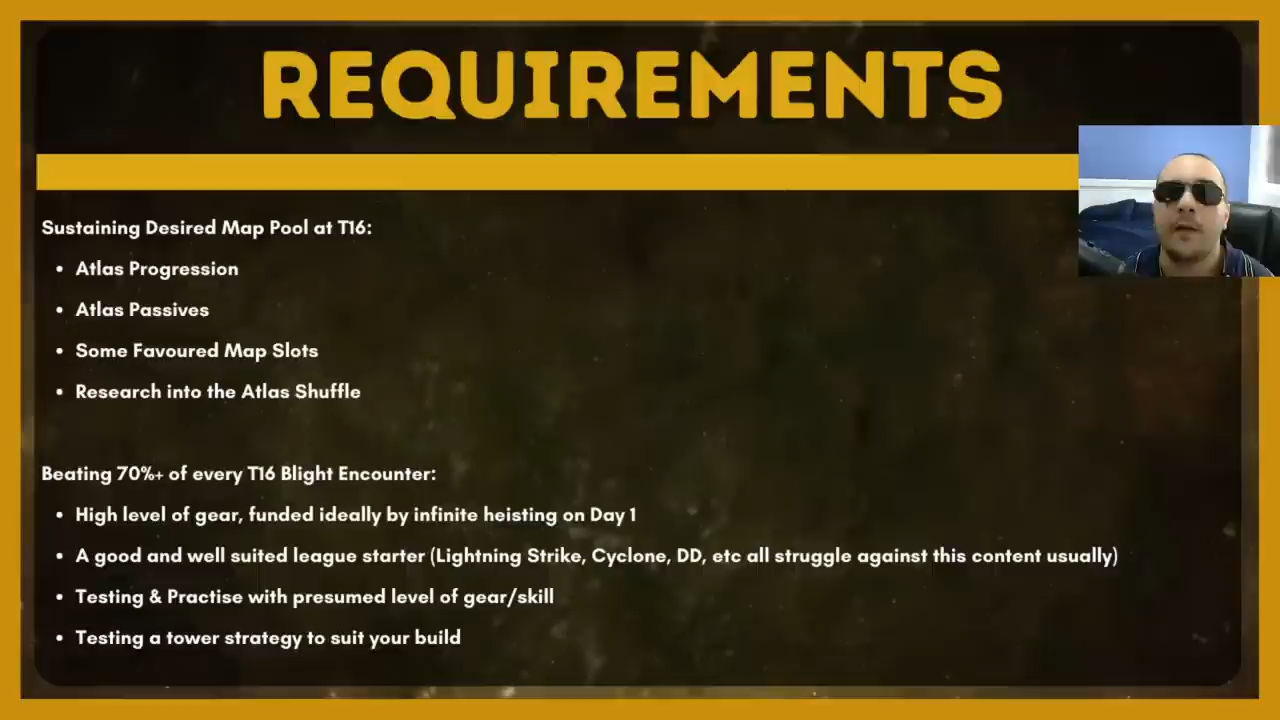 REQUIREMENTS
Sustaining Desired Map Pool at T16:
• Atlas Progression
• Atlas Passives
• Some Favoured Map Slots
• Research into the Atlas Shuffle
Beating 70%+ of every T16 Blight Encounter:
• High level of gear, funded ideally by infinite heisting on Day 1
• A good and well suited league starter (Lightning Strike, Cyclone, DD, etc all struggle against this content usually)
• Testing & Practise with presumed level of gear/skill
• Testing a tower strategy to suit your build